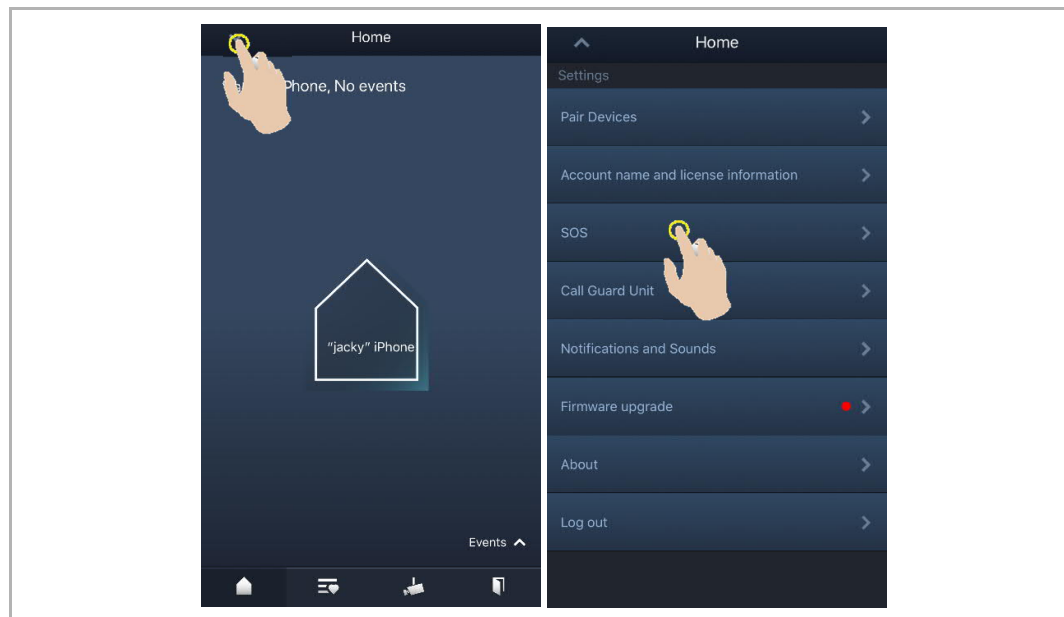 Home
Phone, No events
"jacky" iPhone
Events
Home
Settings
Pair Devices
Account name and license information
SOS
Call Guard Unit
Notifications and Sounds
Firmware upgrade
About
Log out